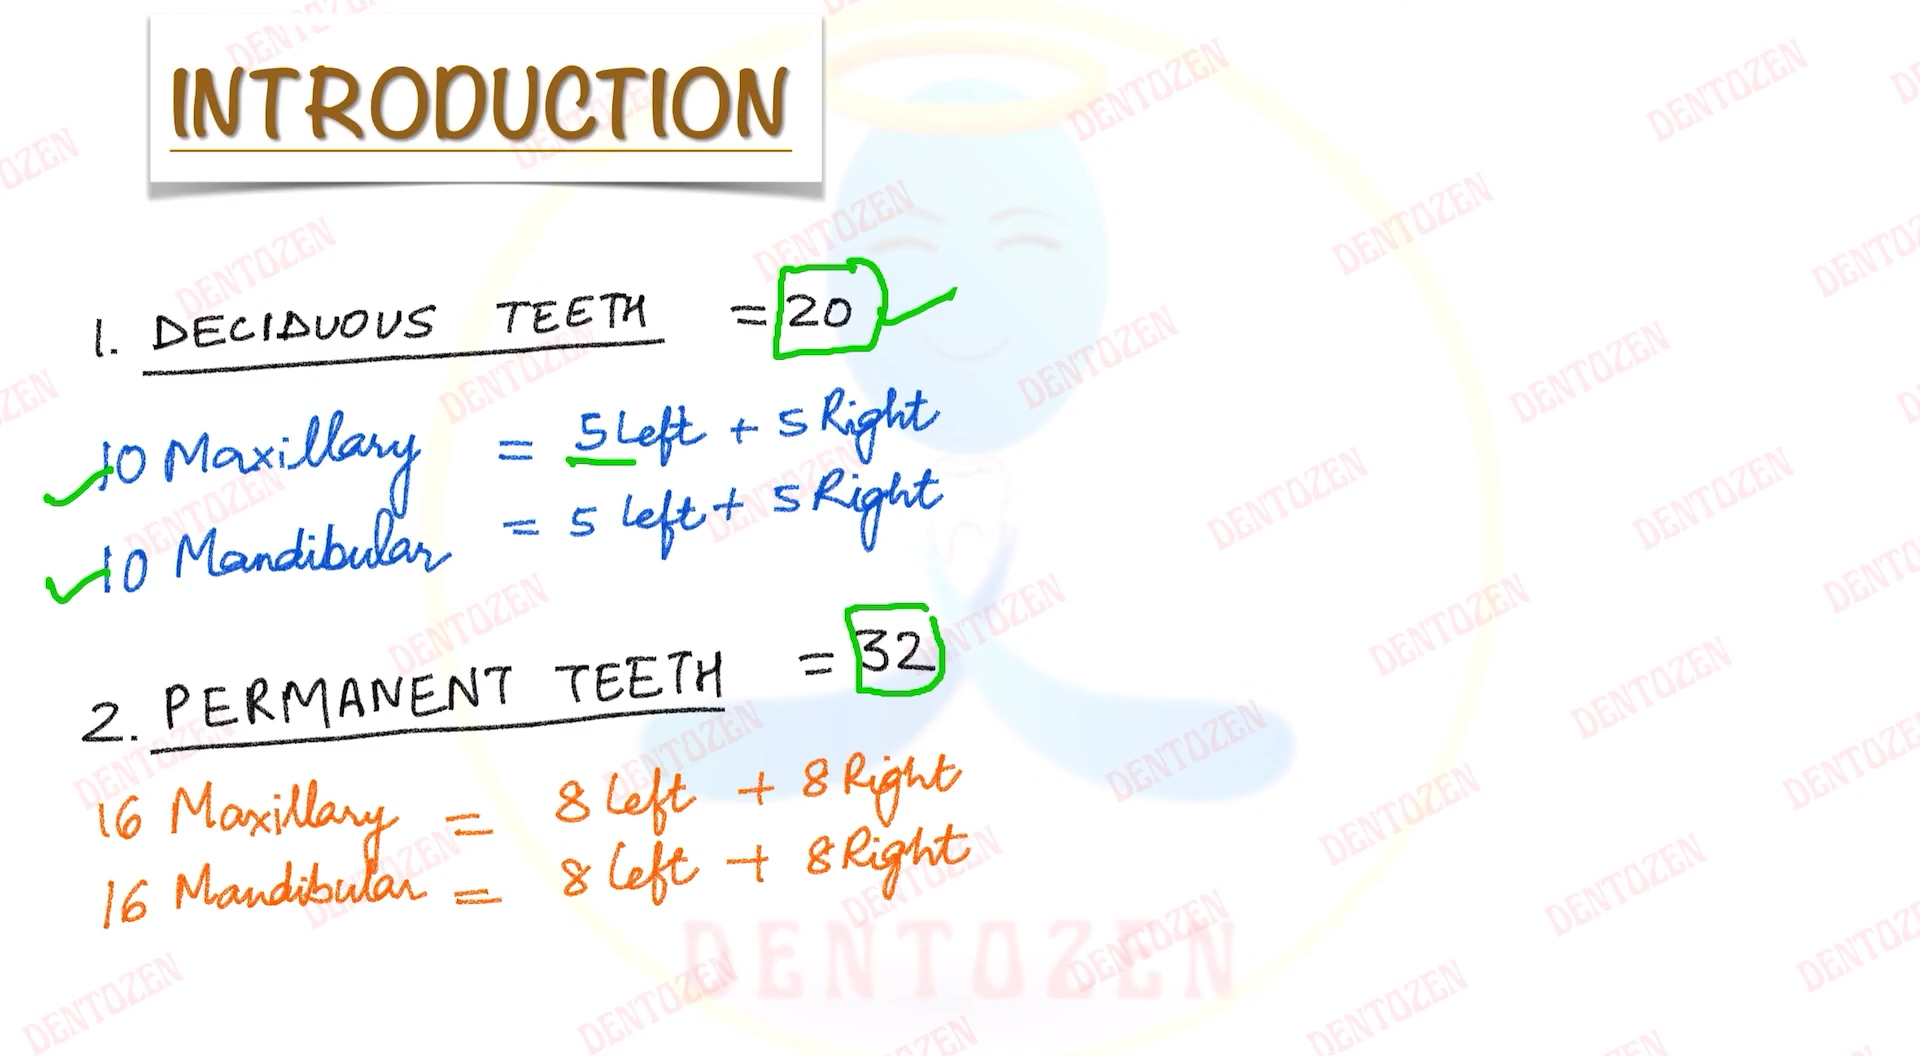 INTRODUCTION
1. DECIDUOUS TEETH = 20
10 Maxillary = 5 Left + 5 Right
10 Mandibular = 5 left + 5 Right
2. PERMANENT TEETH = 32
16 Maxillary = 8 left + 8 Right
16 Mandibular = 8 left + 8 Right
DENTOZEN